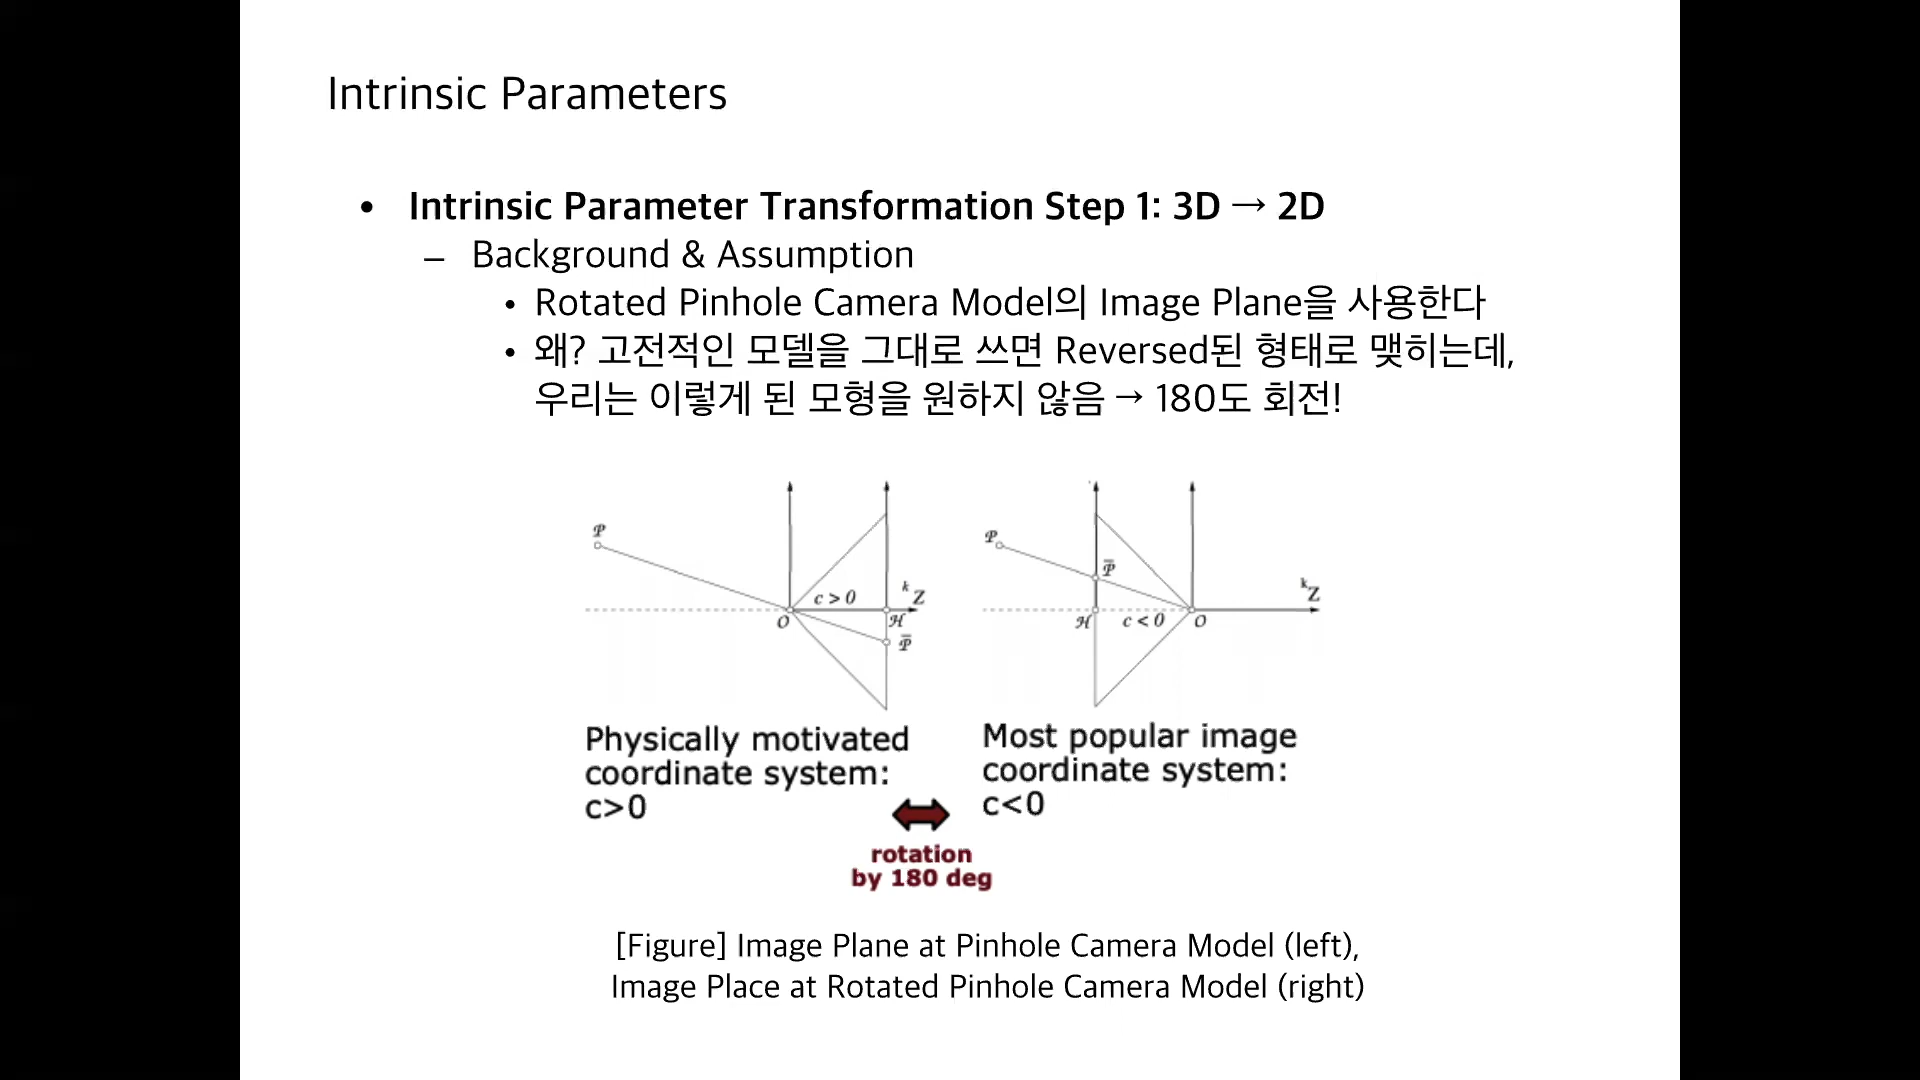 Intrinsic Parameters
• Intrinsic Parameter Transformation Step 1: 3D → 2D
– Background & Assumption
• Rotated Pinhole Camera Model의 Image Plane을 사용한다
• 왜? 고전적인 모델을 그대로 쓰면 Reversed된 형태로 맺히는데,
우리는 이렇게 된 모형을 원하지 않음 → 180도 회전!
𝒫
c > 0
k Z
O
ℋ
𝒫̅
𝒫
𝒫̅
k Z
ℋ
c < 0
O
Physically motivated
coordinate system:
c>0
Most popular image
coordinate system:
c<0
rotation
by 180 deg
[Figure] Image Plane at Pinhole Camera Model (left),
Image Place at Rotated Pinhole Camera Model (right)